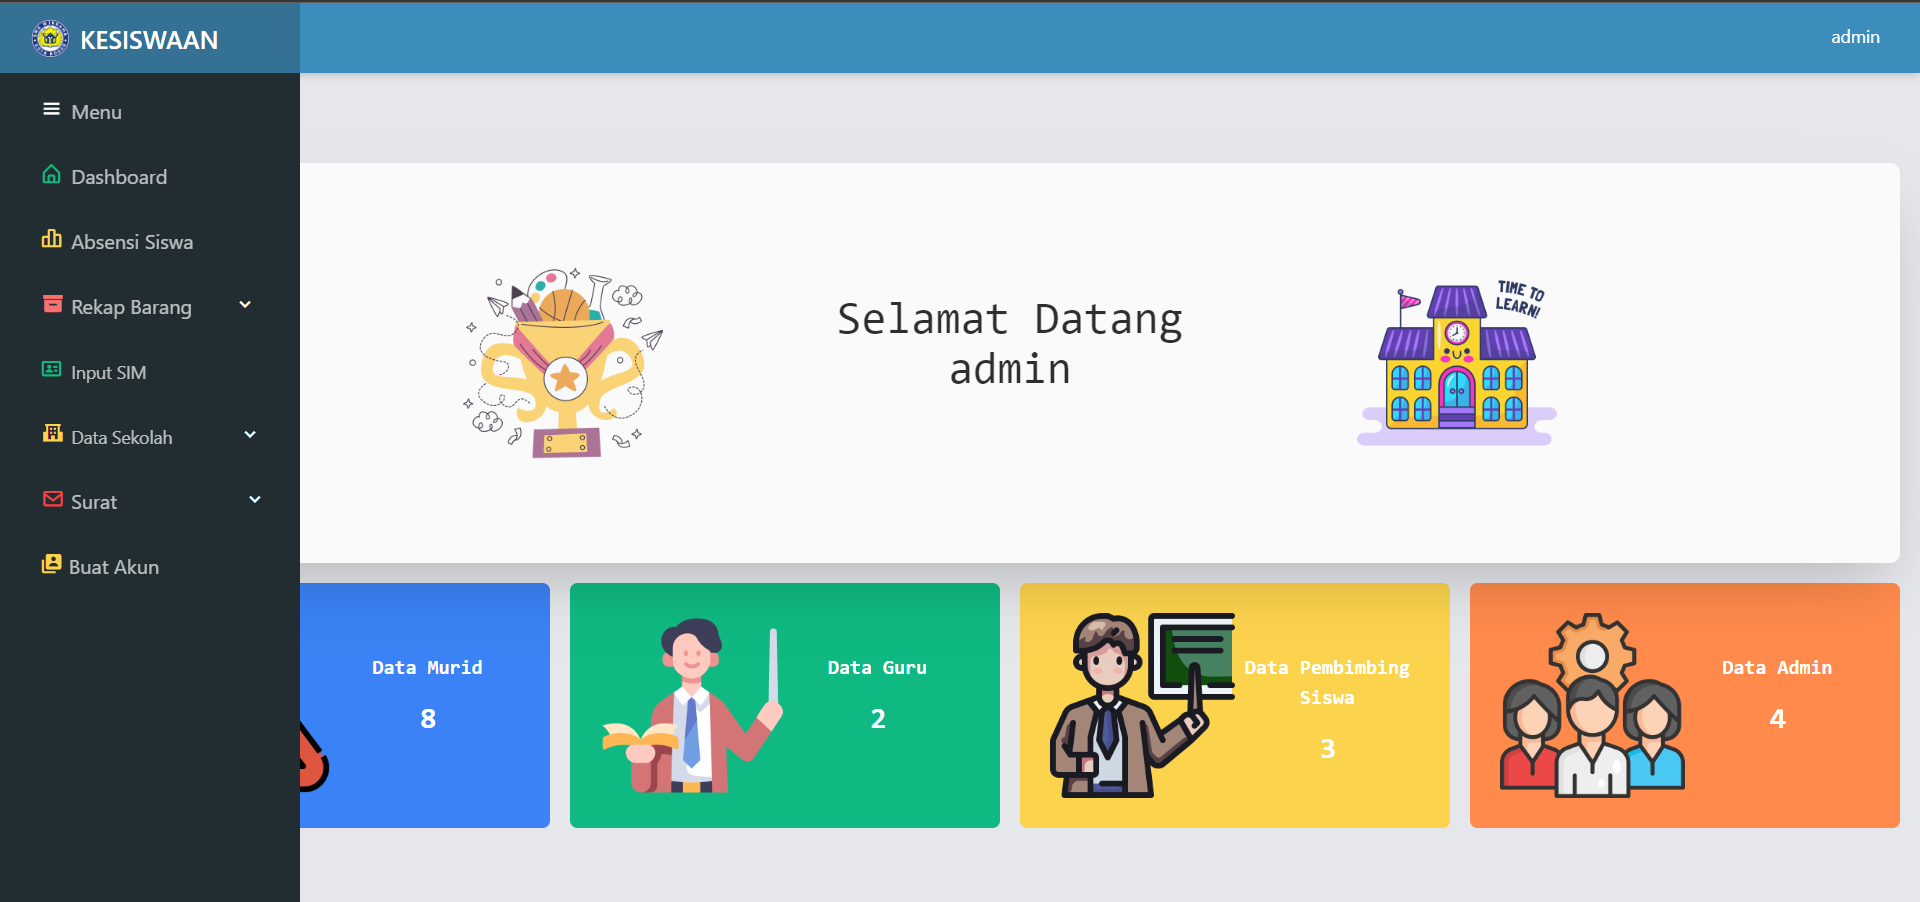 KESISWAAN
admin
Menu
Dashboard
Absensi Siswa
Rekap Barang
Input SIM
Data Sekolah
Surat
Buat Akun
Selamat Datang
admin
TIME TO
LEARN!
Data Murid
8
Data Guru
2
Data Pembimbing
Siswa
3
Data Admin
4